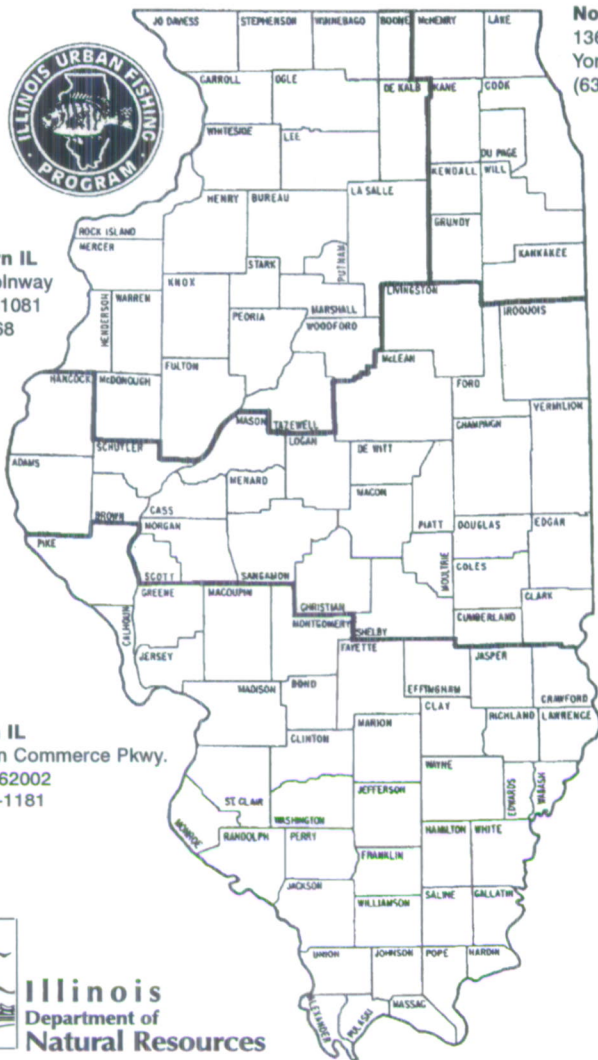 ILLINOIS URBAN FISHING
PROGRAM
No
136
Yor
(63
n IL
olnway
1081
68
IL
n Commerce Pkwy.
62002
-1181
JO DAVIESS
STEPHENSON
WINNEBAGO
BOONE
McHENRY
LAKE
CARROLL
OGLE
DE KALB
KANE
COOK
WHITESIDE
LEE
DU PAGE
KENDALL
WILL
HENRY
BUREAU
LA SALLE
GRUNDY
ROCK ISLAND
MERCER
KANKAKEE
STARK
PUTNAM
KNOX
LIVINGSTON
HENDERSON
WARREN
PEORIA
MARSHALL
WOODFORD
IROQUOIS
McLEAN
FULTON
HANCOCK
McDONOUGH
FORD
VERMILION
MASON
TAZEWELL
CHAMPAIGN
SCHUYLER
LOGAN
DE WITT
ADAMS
MENARD
MACON
BROWN
CASS
PIATT
DOUGLAS
EDGAR
MORGAN
PIKE
MOULTRIE
COLES
SCOTT
SANGAMON
CLARK
GREENE
MACOUPIN
CHRISTIAN
CUMBERLAND
MONTGOMERY
SHELBY
CALHOUN
FAYETTE
JASPER
JERSEY
BOND
EFFINGHAM
MADISON
CRAWFORD
CLAY
RICHLAND
LAWRENCE
MARION
CLINTON
WAYNE
EDWARDS
WABASH
JEFFERSON
ST. CLAIR
WASHINGTON
MONROE
RANDOLPH
PERRY
HAMILTON
WHITE
FRANKLIN
JACKSON
SALINE
GALLATIN
WILLIAMSON
UNION
JOHNSON
POPE
HARDIN
ALEXANDER
PULASKI
MASSAC
Illinois
Department of
Natural Resources